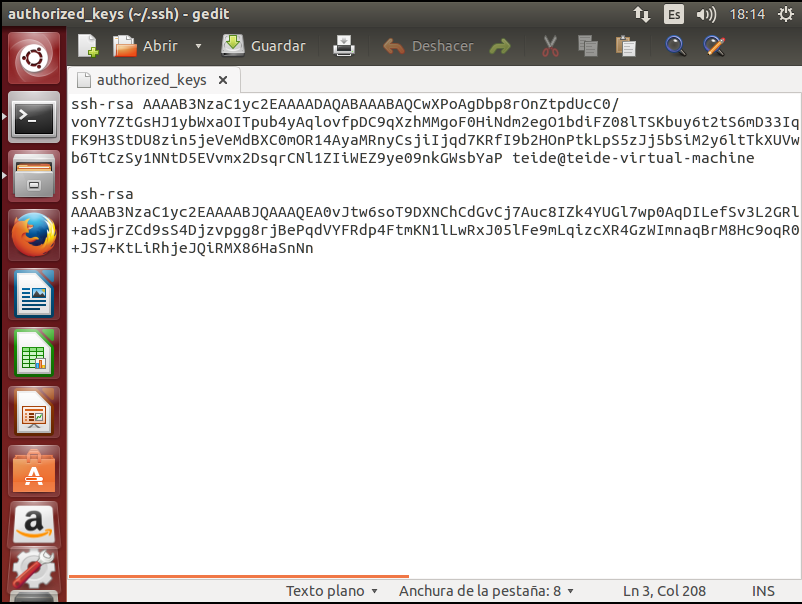 authorized_keys (~/.ssh) - gedit
Es
18:14
Abrir
Guardar
Deshacer
authorized_keys
ssh-rsa AAAAB3NzaC1yc2EAAAADAQABAAABAQCwXPoAgDbp8rOnZtpdUcC0/
vonY7ZtGsHJ1ybWxaOITpub4yAqlovfpDC9qXzhMMgoF0HiNdm2egO1bdiFZ08lTSKbuy6t2tS6mD33Iq
FK9H3StDU8zin5jeVeMdBXC0mOR14AyaMRnyCsjiIjqd7KRfI9b2HOnPtkLpS5zJj5bSiM2y6ltTkXUVw
b6TtCzSy1NNtD5EVvmx2DsqrCNl1ZIiWEZ9ye09nkGWsbYaP teide@teide-virtual-machine
ssh-rsa
AAAAB3NzaC1yc2EAAAABJQAAAQEA0vJtw6soT9DXNChCdGvCj7Auc8IZk4YUGl7wp0AqDILefSv3L2GRl
+adSjrZCd9sS4Djzvpgg8rjBePqdVYFRdp4FtmKN1lLwRxJ05lFe9mLqizcXR4GzWImnaqBrM8Hc9oqR0
+JS7+KtLiRhjeJQiRMX86HaSnNn
Texto plano
Anchura de la pestaña: 8
Ln 3, Col 208
INS